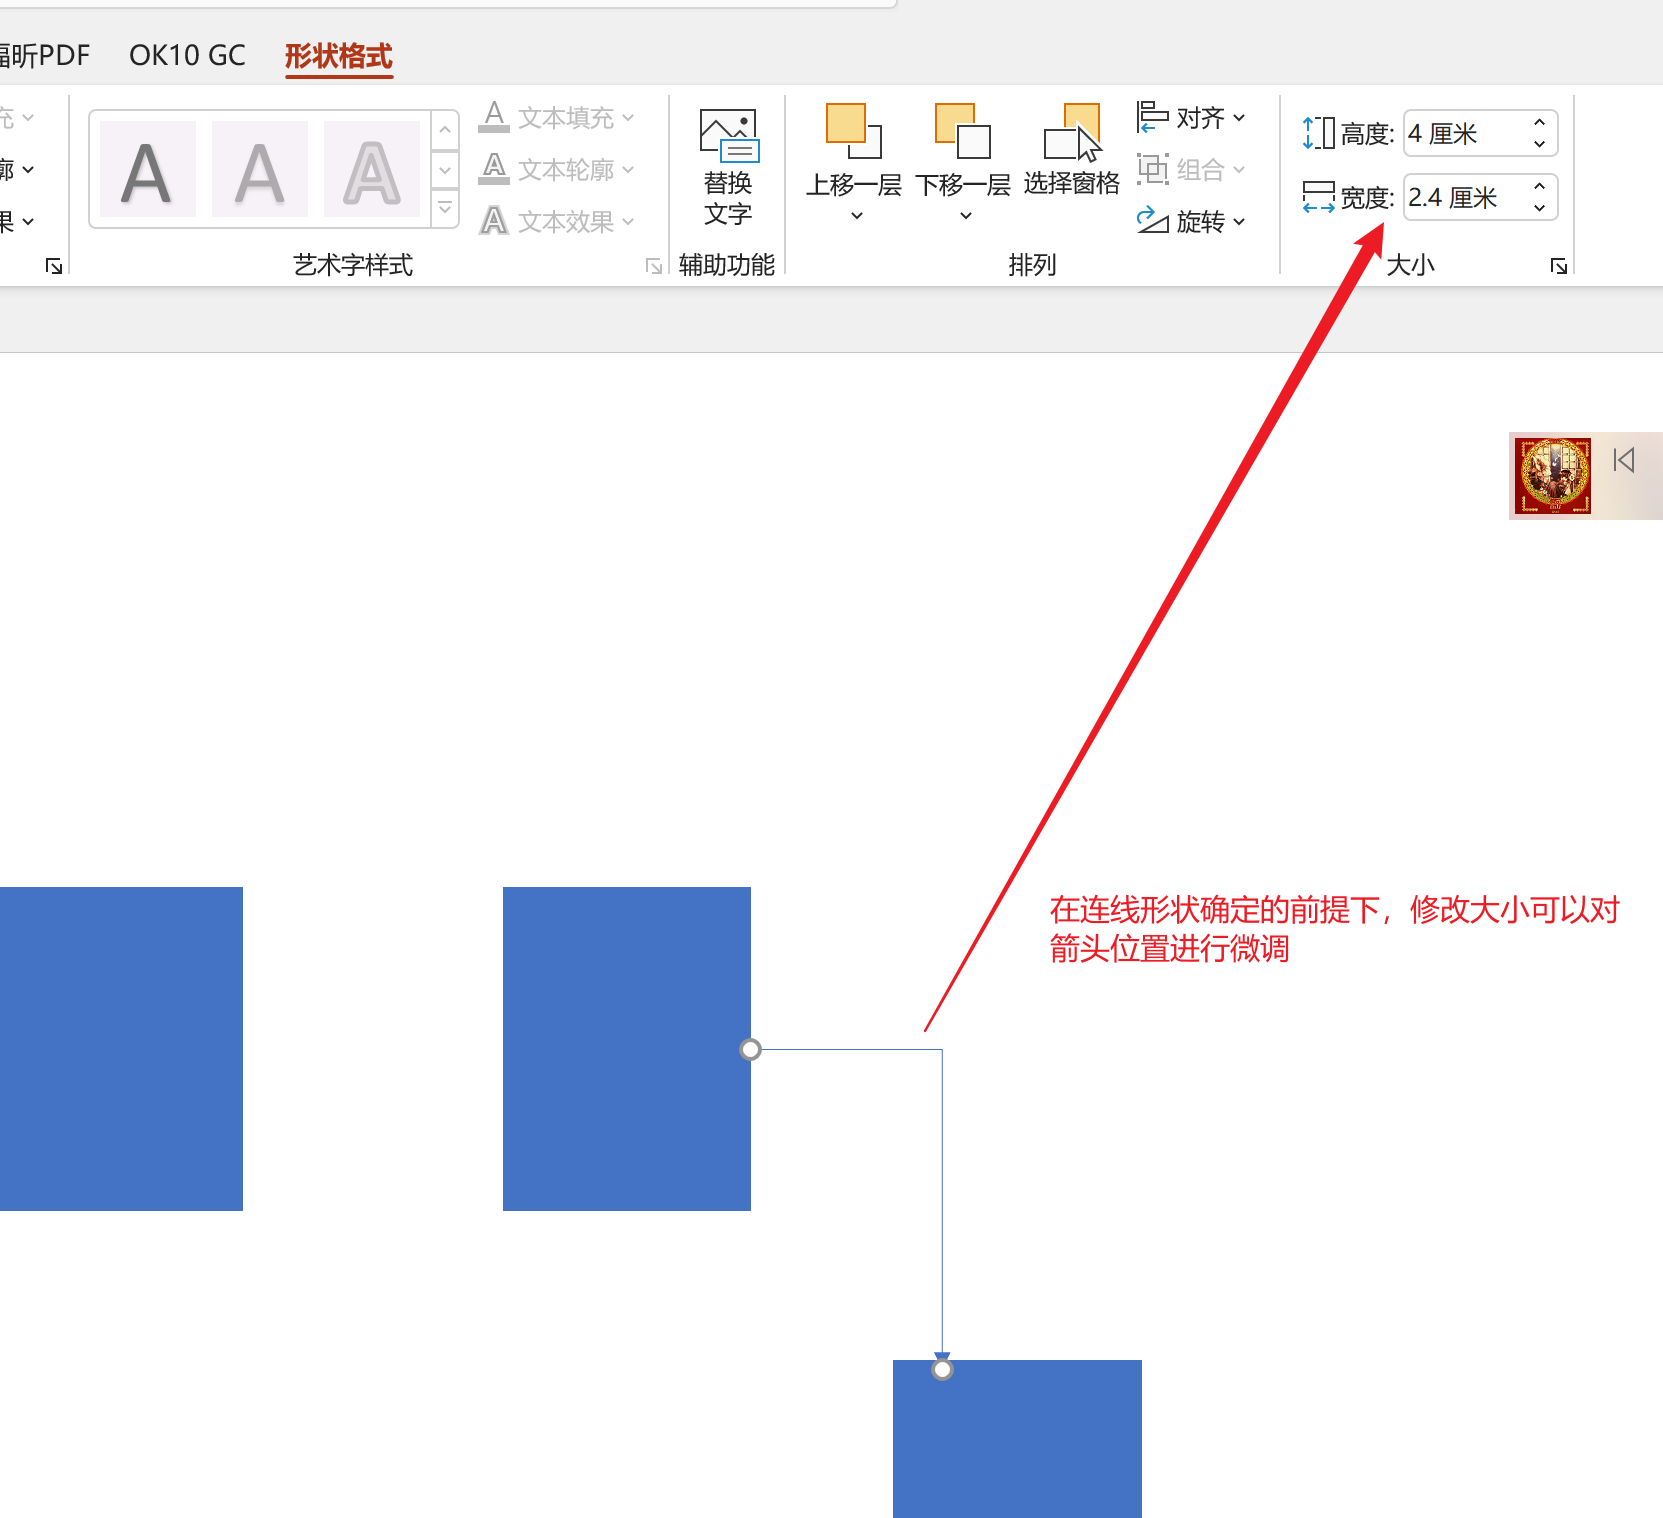 福昕PDF OK10 GC 形状格式
充
廓
果
A A A
文本填充
文本轮廓
文本效果
艺术字样式
替换
文字
辅助功能
上移一层 下移一层 选择窗格
对齐
组合
旋转
排列
高度: 4 厘米
宽度: 2.4 厘米
大小
在连线形状确定的前提下，修改大小可以对
箭头位置进行微调